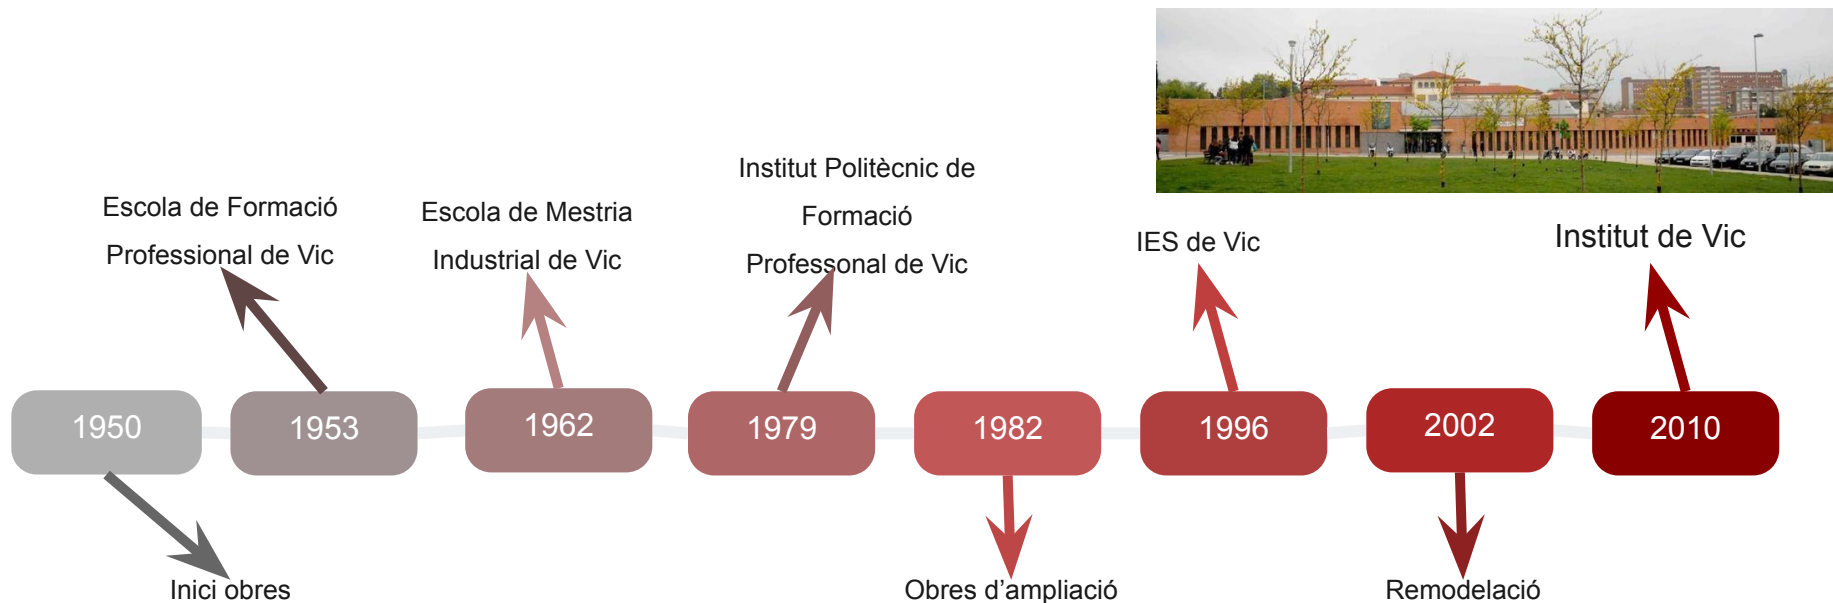 Escola de Formació
Professional de Vic
Escola de Mestria
Industrial de Vic
Institut Politècnic de
Formació
Professonal de Vic
IES de Vic
Institut de Vic
1950
1953
1962
1979
1982
1996
2002
2010
Inici obres
Obres d’ampliació
Remodelació